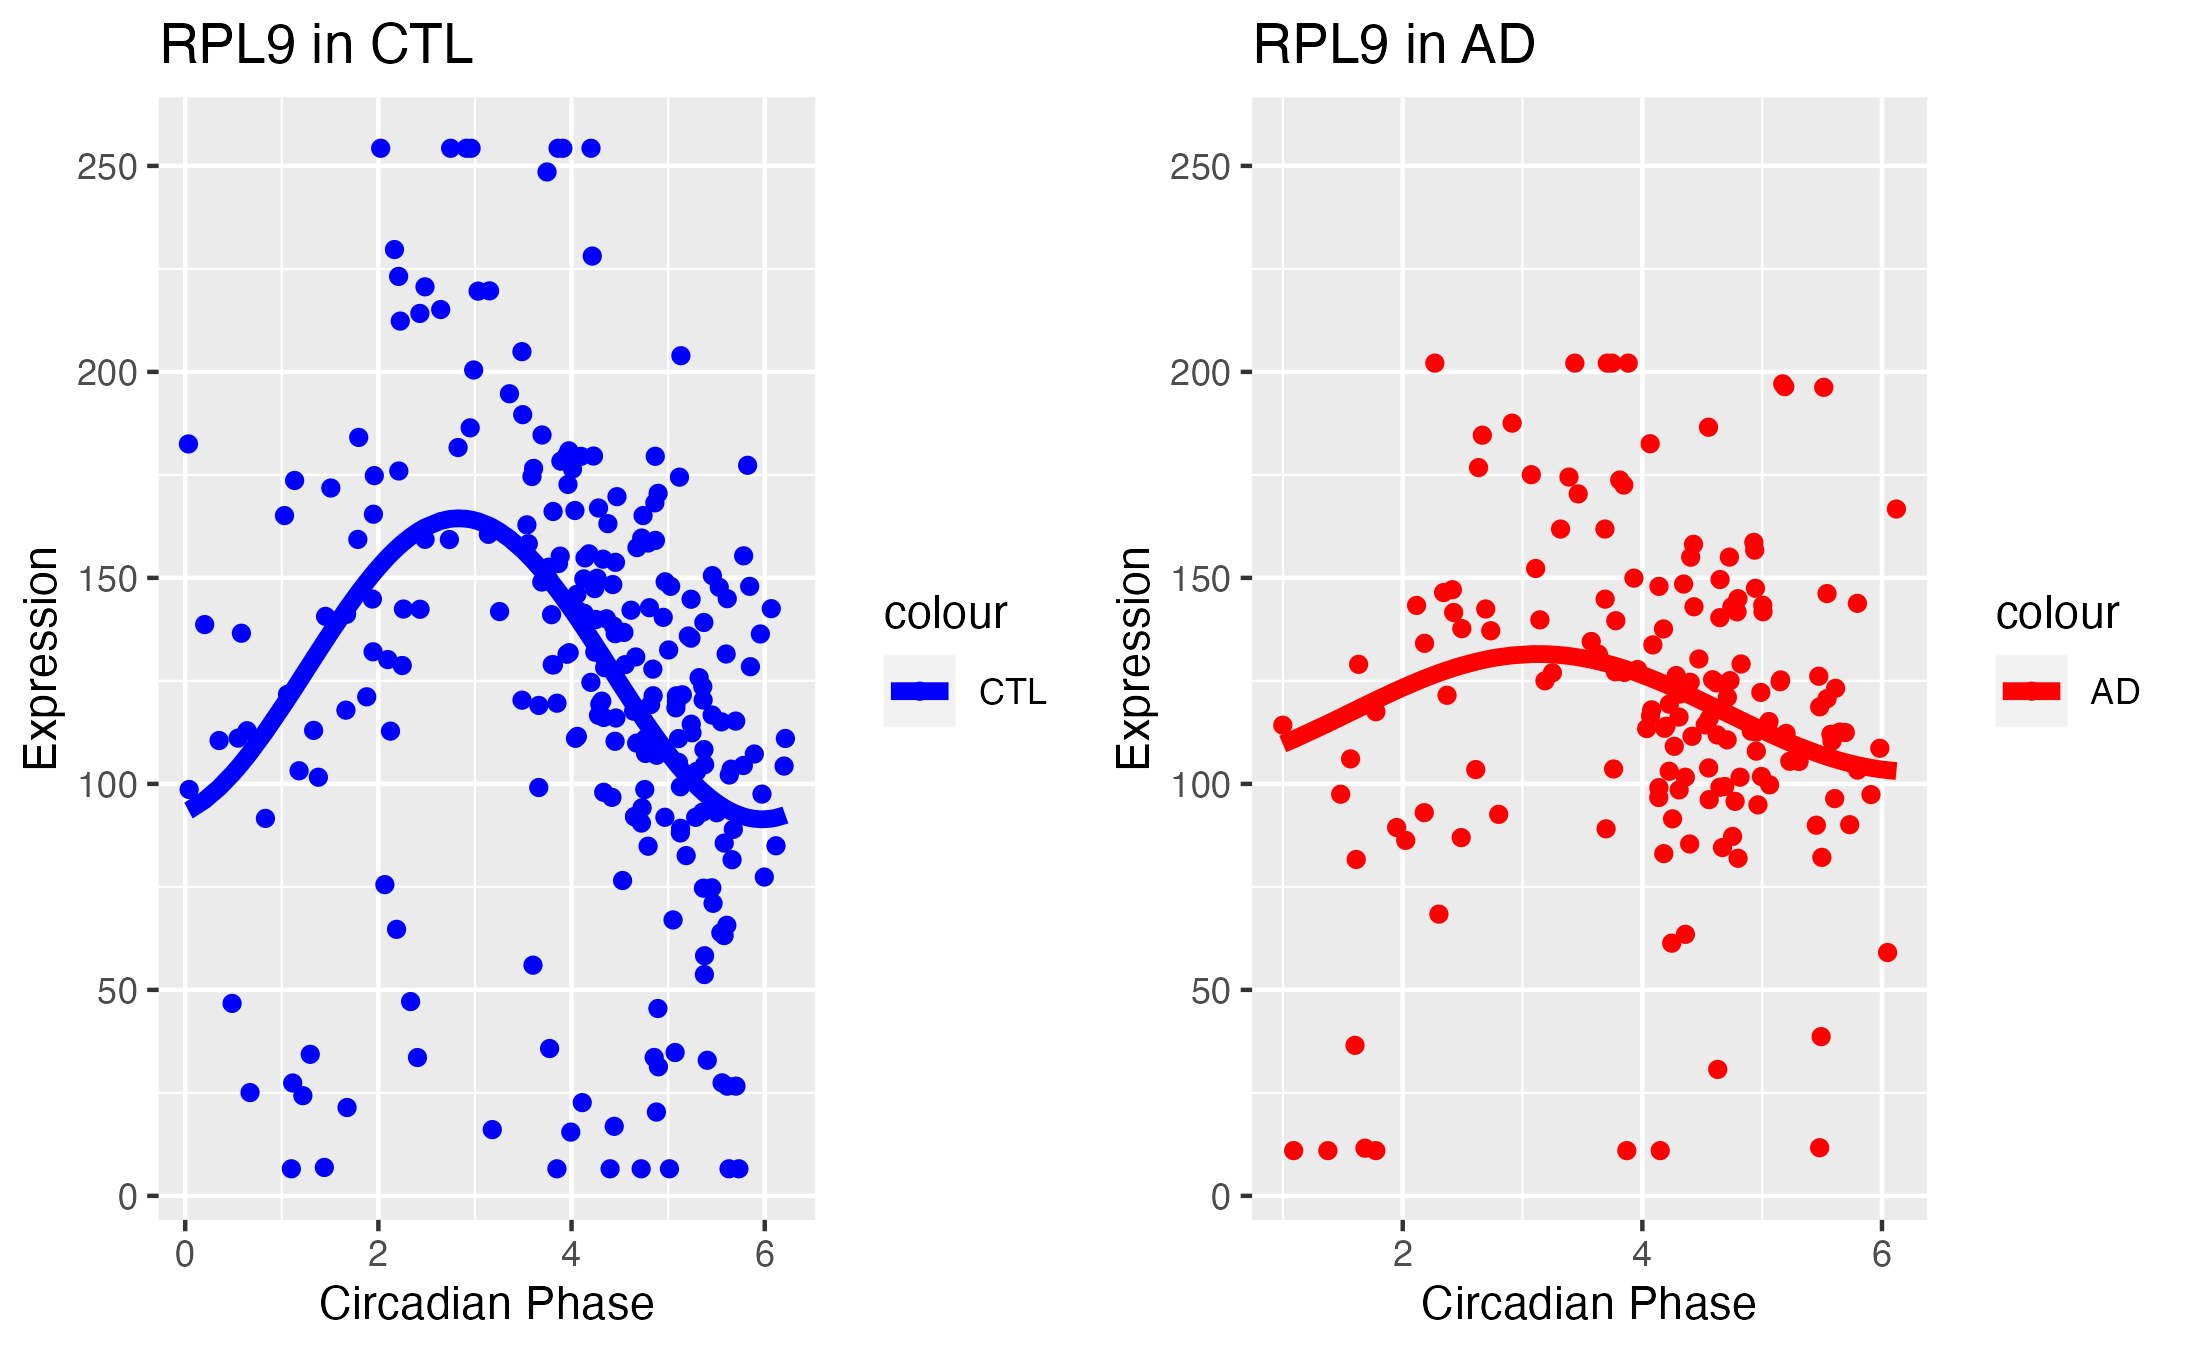 RPL9 in CTL
Expression
250
200
150
100
50
0
0 2 4 6
Circadian Phase
colour
CTL
RPL9 in AD
Expression
250
200
150
100
50
0
2 4 6
Circadian Phase
colour
AD